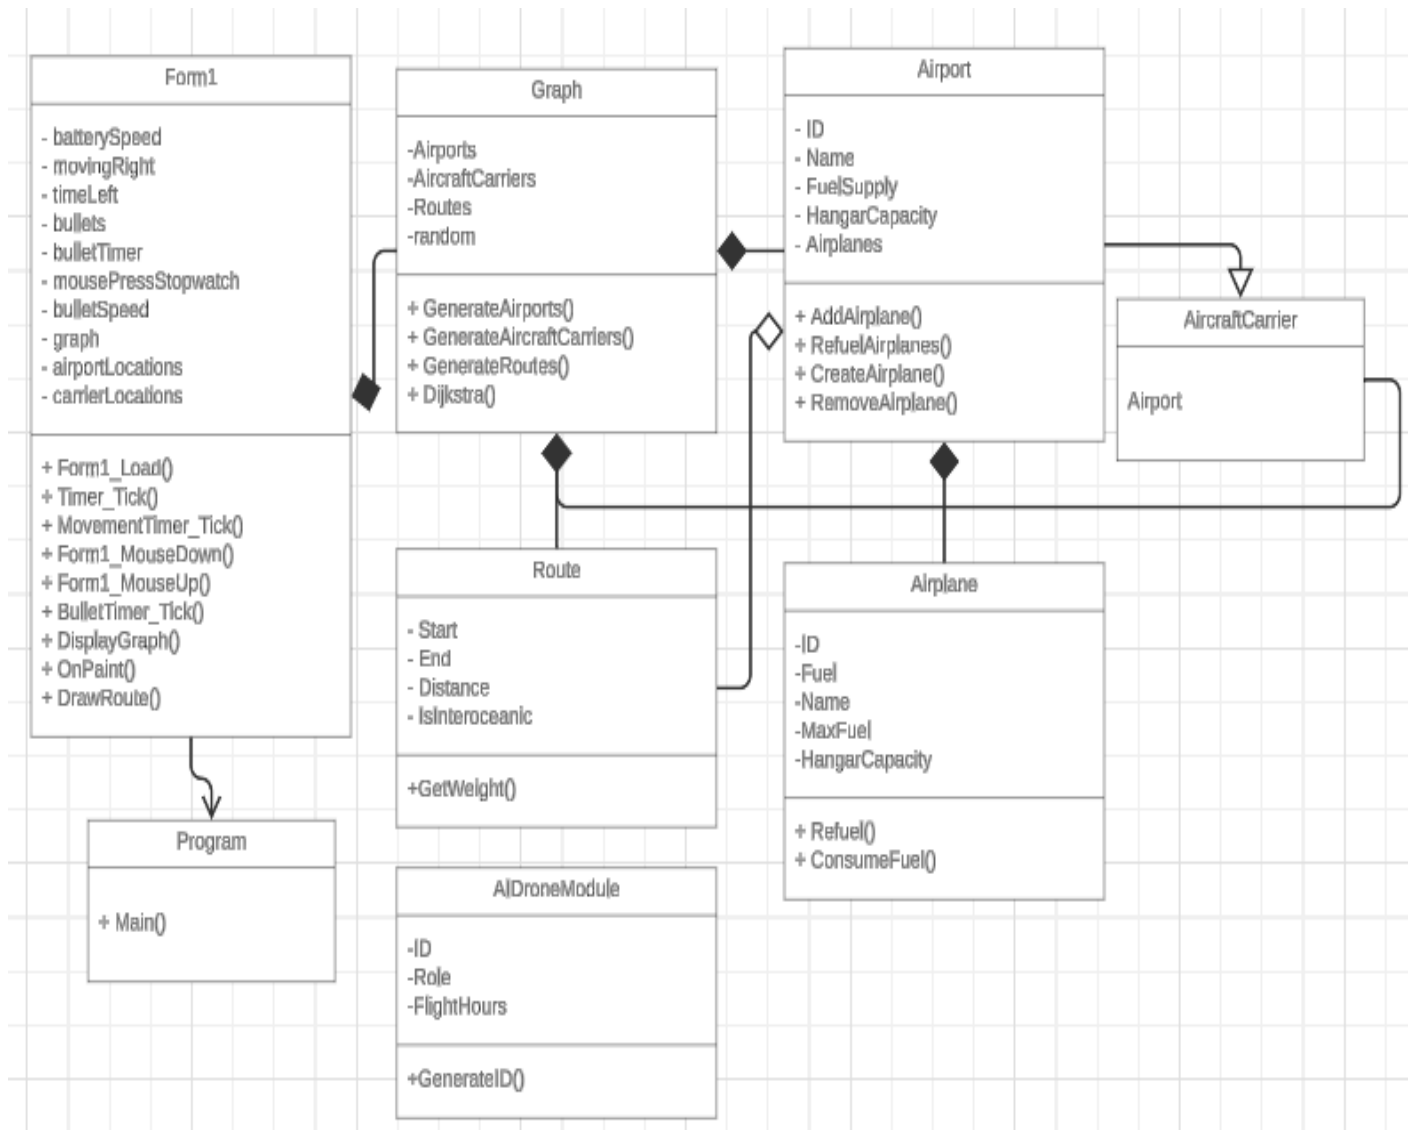 Form1
- batterySpeed
- movingRight
- timeLeft
- bullets
- bulletTimer
- mousePressStopwatch
- bulletSpeed
- graph
- airportLocations
- carrierLocations
+ Form1_Load()
+ Timer_Tick()
+ MovementTimer_Tick()
+ Form1_MouseDown()
+ Form1_MouseUp()
+ BulletTimer_Tick()
+ DisplayGraph()
+ OnPaint()
+ DrawRoute()
Program
+ Main()
Graph
-Airports
-AircraftCarriers
-Routes
-random
+ GenerateAirports()
+ GenerateAircraftCarriers()
+ GenerateRoutes()
+ Dijkstra()
Route
- Start
- End
- Distance
- IsInteroceanic
+GetWeight()
AIDroneModule
-ID
-Role
-FlightHours
+GenerateID()
Airport
- ID
- Name
- FuelSupply
- HangarCapacity
- Airplanes
+ AddAirplane()
+ RefuelAirplanes()
+ CreateAirplane()
+ RemoveAirplane()
Airplane
-ID
-Fuel
-Name
-MaxFuel
-HangarCapacity
+ Refuel()
+ ConsumeFuel()
AircraftCarrier
Airport